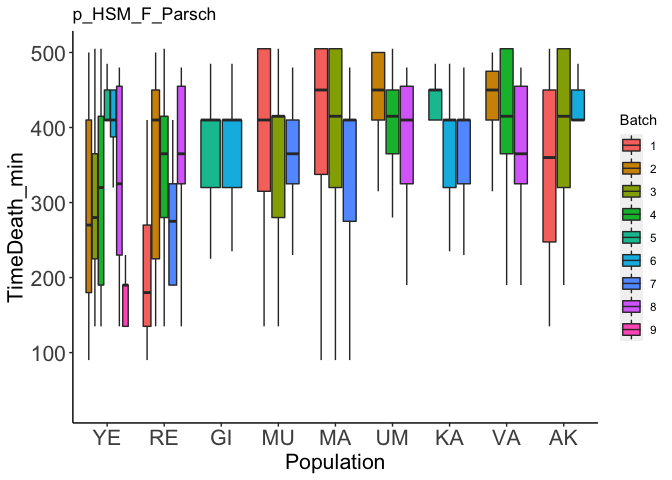 p_HSM_F_Parsch
TimeDeath_min
500
400
300
200
100
YE RE GI MU MA UM KA VA AK
Population
Batch
1
2
3
4
5
6
7
8
9